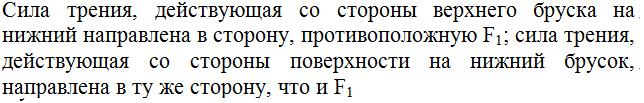 Сила трения, действующая со стороны верхнего бруска на
нижний направлена в сторону, противоположную F₁; сила трения,
действующая со стороны поверхности на нижний брусок,
направлена в ту же сторону, что и F₁